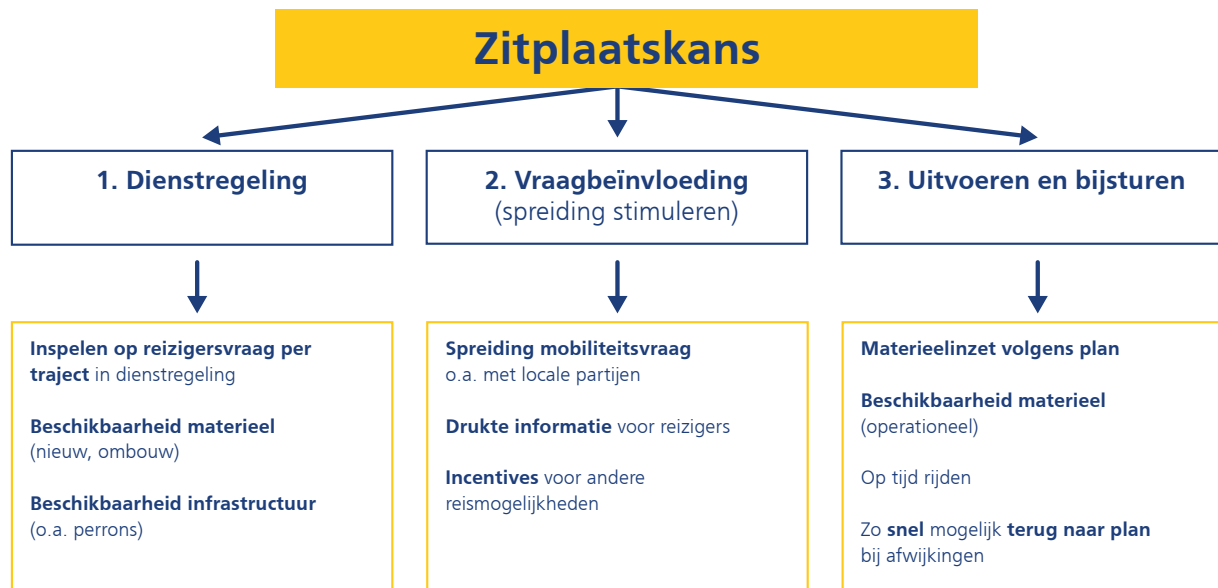 Zitplaatskans
1. Dienstregeling
2. Vraagbeïnvloeding
(spreiding stimuleren)
3. Uitvoeren en bijsturen
Inspelen op reizigersvraag per
traject in dienstregeling
Beschikbaarheid materieel
(nieuw, ombouw)
Beschikbaarheid infrastructuur
(o.a. perrons)
Spreiding mobiliteitsvraag
o.a. met locale partijen
Drukte informatie voor reizigers
Incentives voor andere
reismogelijkheden
Materieelinzet volgens plan
Beschikbaarheid materieel
(operationeel)
Op tijd rijden
Zo snel mogelijk terug naar plan
bij afwijkingen